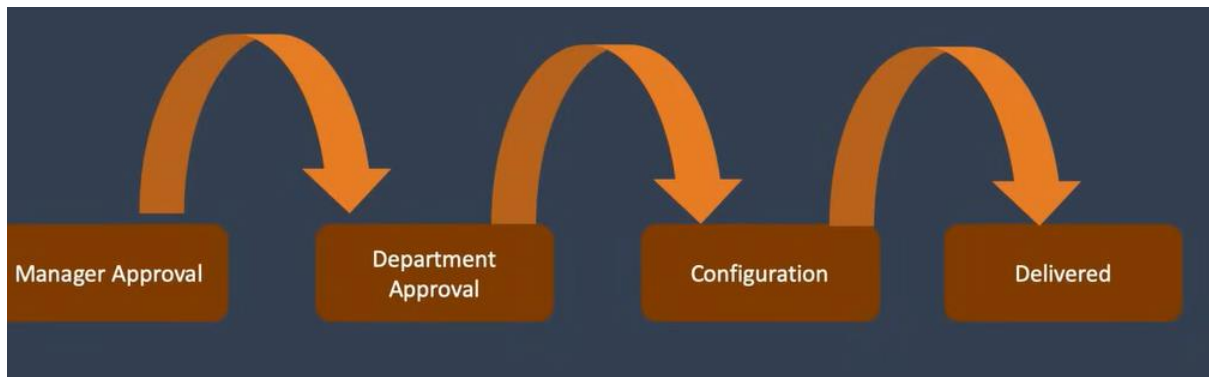 Manager Approval
Department
Approval
Configuration
Delivered